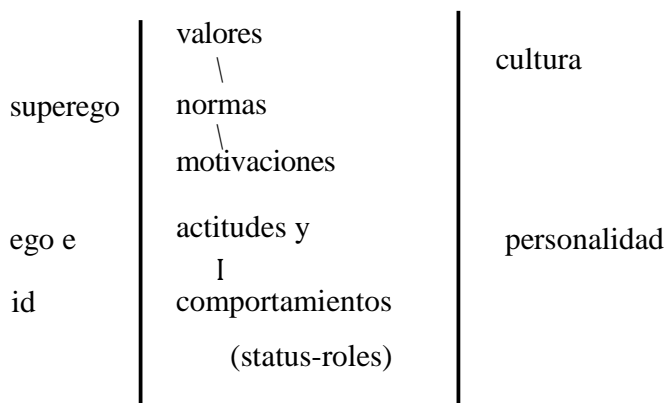 valores
cultura
superego
normas
motivaciones
ego e
actitudes y
personalidad
id
comportamientos
(status-roles)